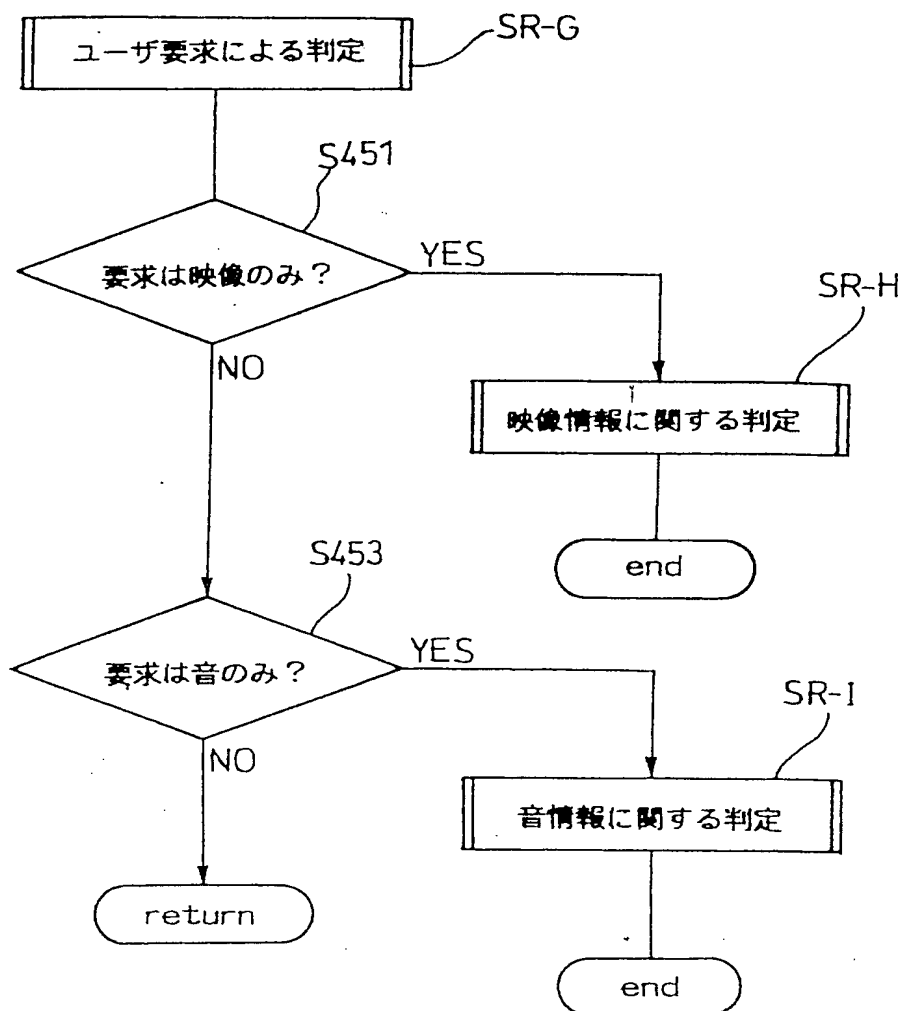 SR-G
ユーザ要求による判定
S451
要求は映像のみ？
YES
NO
SR-H
映像情報に関する判定
end
S453
要求は音のみ？
YES
NO
SR-I
音情報に関する判定
return
end